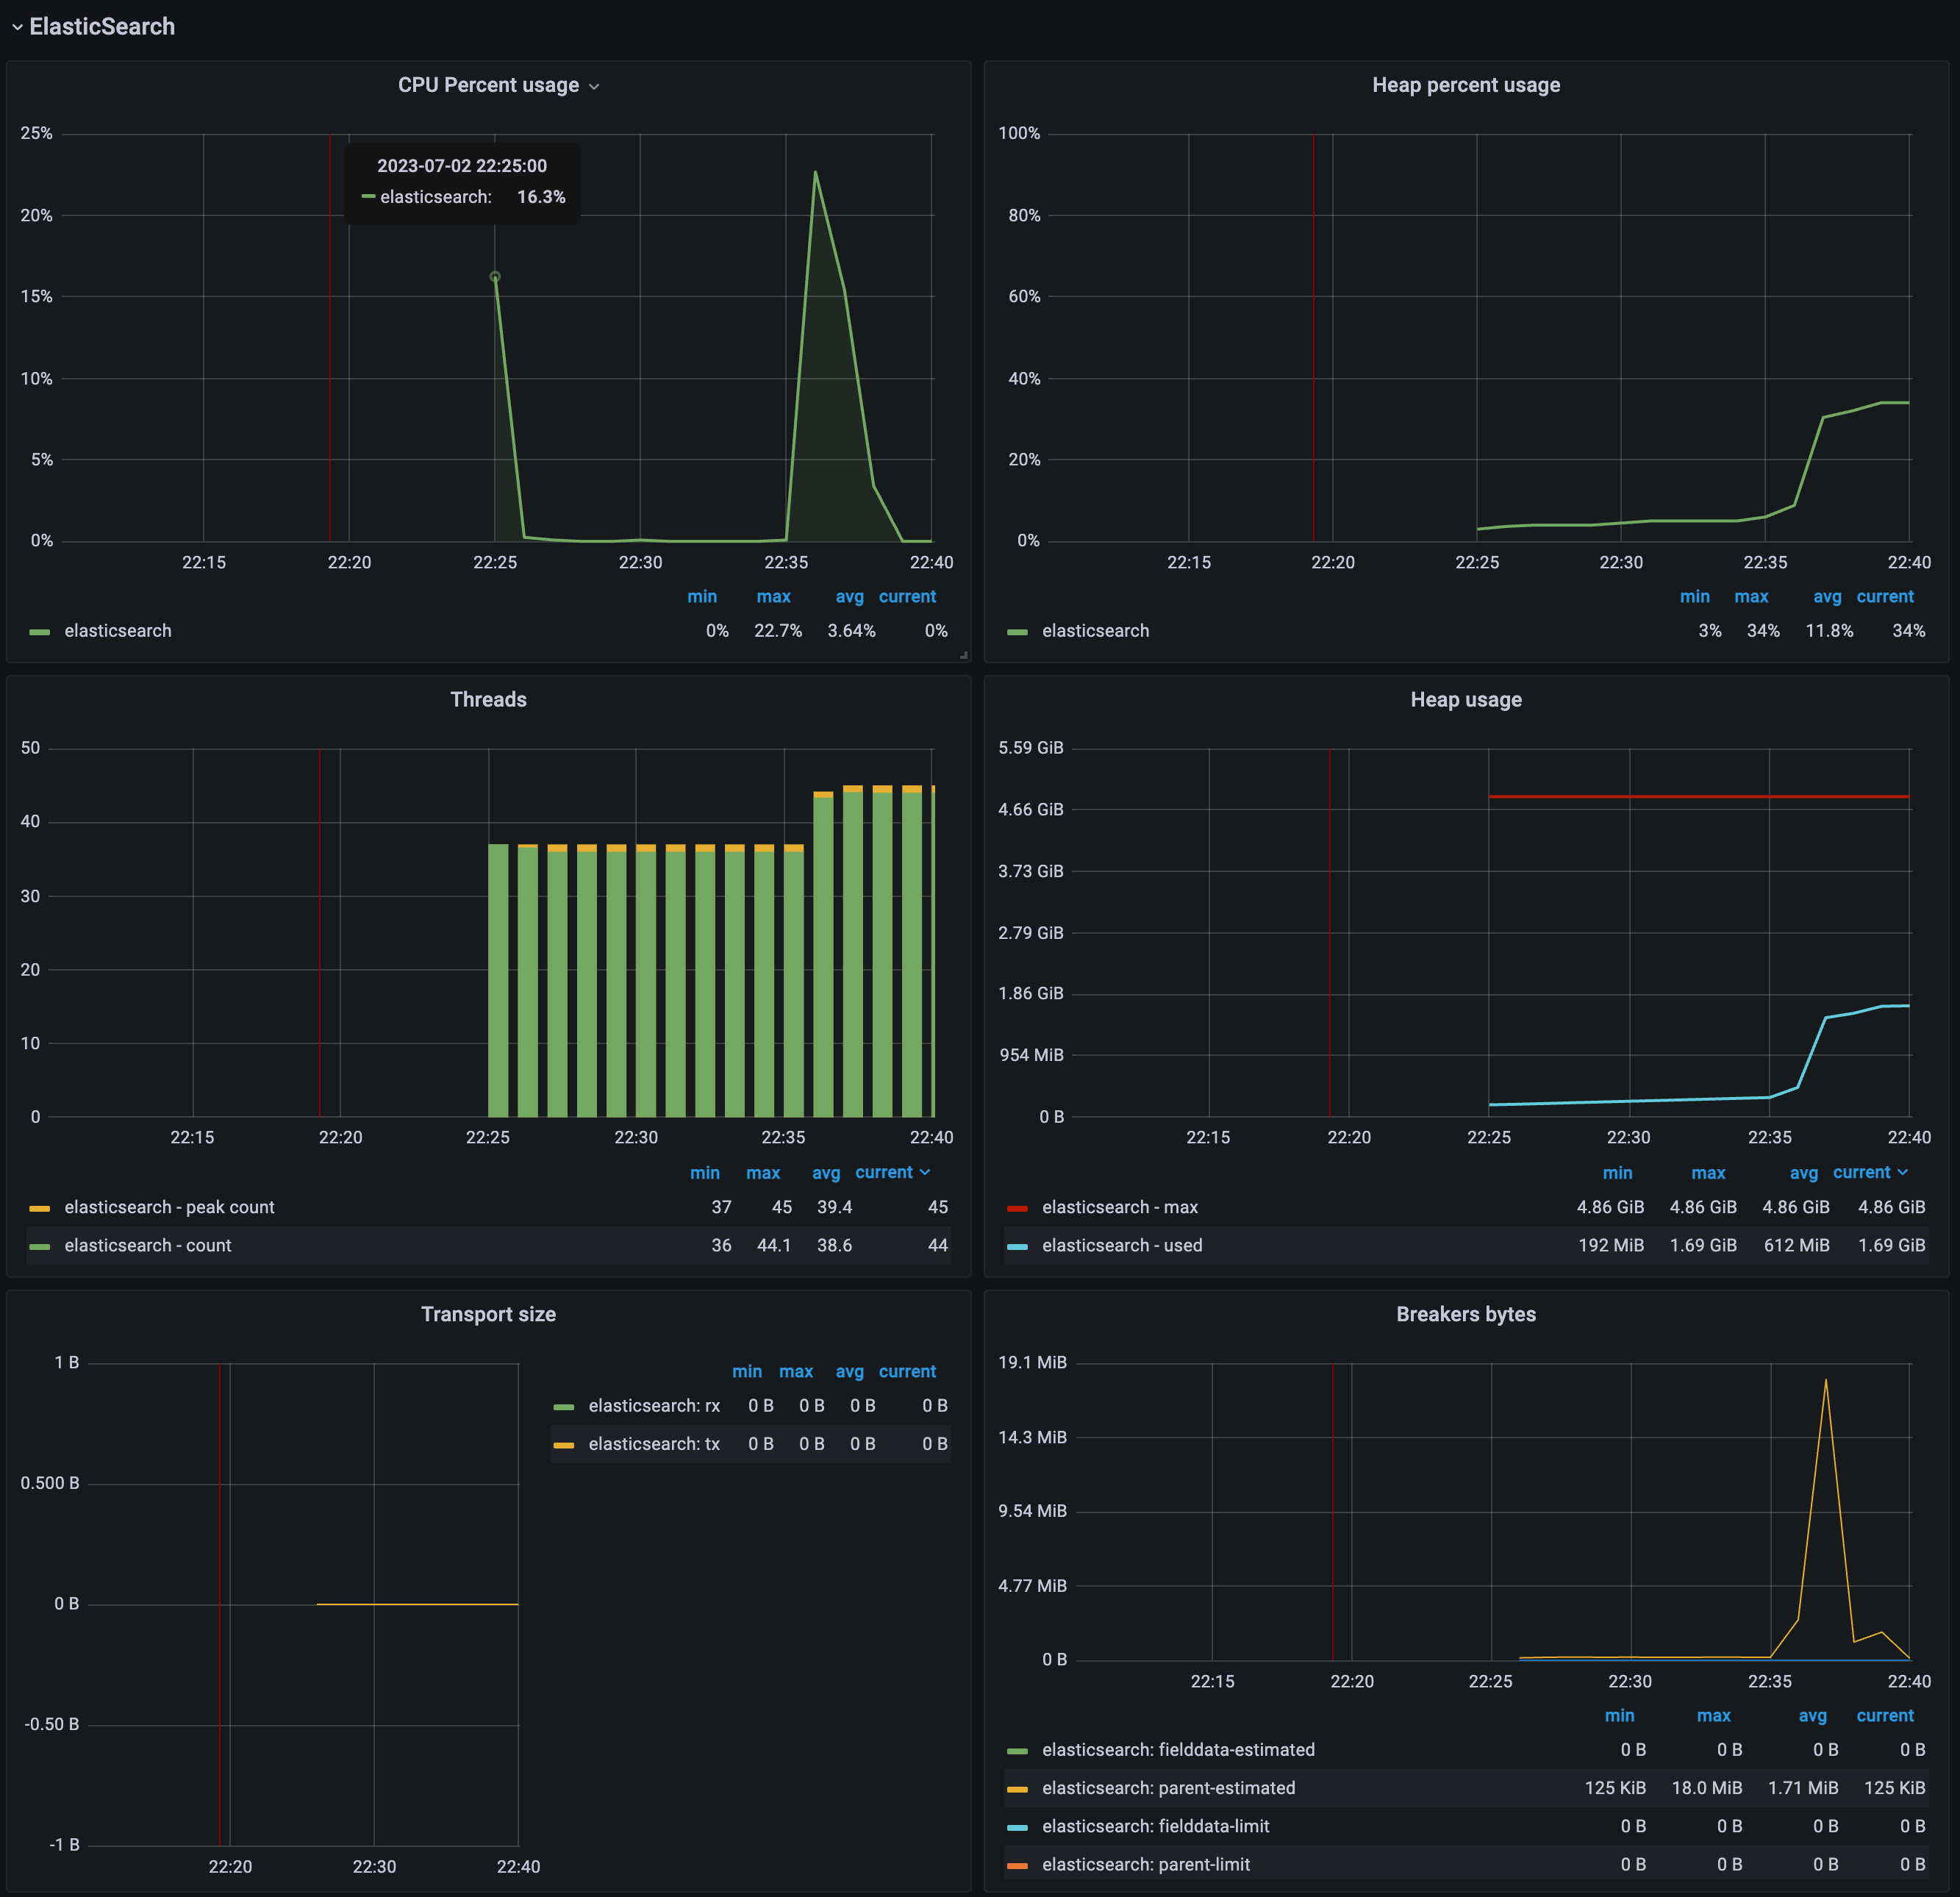 ElasticSearch
CPU Percent usage
25%
20%
15%
10%
5%
0%
2023-07-02 22:25:00
elasticsearch: 16.3%
22:15 22:20 22:25 22:30 22:35 22:40
min max avg current
elasticsearch 0% 22.7% 3.64% 0%
Heap percent usage
100%
80%
60%
40%
20%
0%
22:15 22:20 22:25 22:30 22:35 22:40
min max avg current
elasticsearch 3% 34% 11.8% 34%
Threads
50
40
30
20
10
0
22:15 22:20 22:25 22:30 22:35 22:40
min max avg current
elasticsearch - peak count 37 45 39.4 45
elasticsearch - count 36 44.1 38.6 44
Heap usage
5.59 GiB
4.66 GiB
3.73 GiB
2.79 GiB
1.86 GiB
954 MiB
0 B
22:15 22:20 22:25 22:30 22:35 22:40
min max avg current
elasticsearch - max 4.86 GiB 4.86 GiB 4.86 GiB 4.86 GiB
elasticsearch - used 192 MiB 1.69 GiB 612 MiB 1.69 GiB
Transport size
1 B
0.500 B
0 B
-0.50 B
-1 B
22:20 22:30 22:40
min max avg current
elasticsearch: rx 0 B 0 B 0 B 0 B
elasticsearch: tx 0 B 0 B 0 B 0 B
Breakers bytes
19.1 MiB
14.3 MiB
9.54 MiB
4.77 MiB
0 B
22:15 22:20 22:25 22:30 22:35 22:40
min max avg current
elasticsearch: fielddata-estimated 0 B 0 B 0 B 0 B
elasticsearch: parent-estimated 125 KiB 18.0 MiB 1.71 MiB 125 KiB
elasticsearch: fielddata-limit 0 B 0 B 0 B 0 B
elasticsearch: parent-limit 0 B 0 B 0 B 0 B